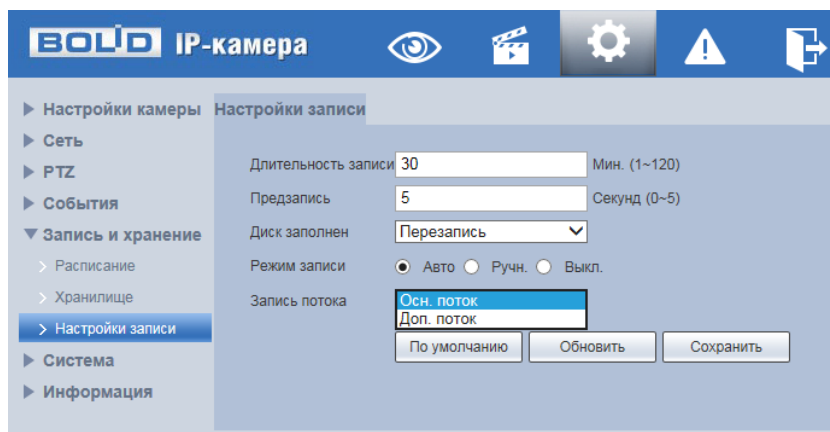 BOLID IP-камера
Настройки камеры
Сеть
PTZ
События
Запись и хранение
Расписание
Хранилище
Настройки записи
Система
Информация
Настройки записи
Длительность записи 30 Мин. (1~120)
Предзапись 5 Секунд (0~5)
Диск заполнен Перезапись
Режим записи Авто Ручн. Выкл.
Запись потока Осн. поток
Доп. поток
По умолчанию Обновить Сохранить